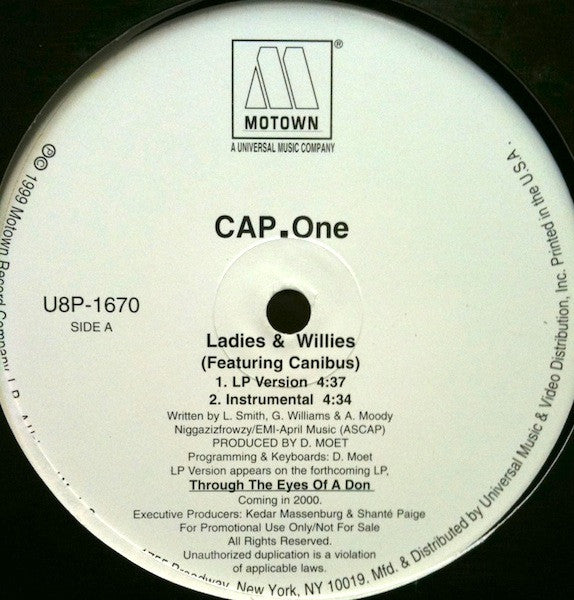 ®
MOTOWN
A UNIVERSAL MUSIC COMPANY
CAP.One
U8P-1670
SIDE A
Ladies & Willies
(Featuring Canibus)
1. LP Version 4:37
2. Instrumental 4:34
Written by L. Smith, G. Williams & A. Moody
Niggazizfrowzy/EMI-April Music (ASCAP)
PRODUCED BY D. MOET
Programming & Keyboards: D. Moet
LP Version appears on the forthcoming LP,
Through The Eyes Of A Don
Coming in 2000.
Executive Producers: Kedar Massenburg & Shanté Paige
For Promotional Use Only/Not For Sale
All Rights Reserved.
Unauthorized duplication is a violation
of applicable laws.
℗© 1999 Motown Record Company, L.P.
Broadway, New York, NY 10019. Mfd. & Distributed by Universal Music & Video Distribution, Inc. Printed in the U.S.A.